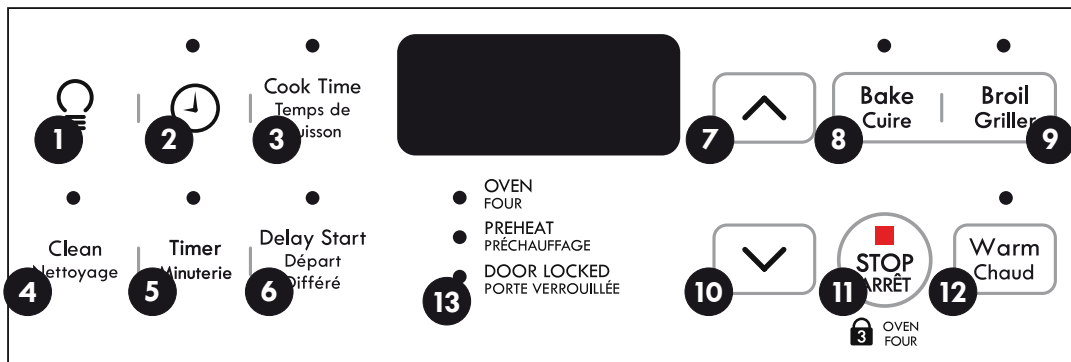 Cook Time
Temps de
Cuisson
1
2
3
Bake
Cuire
Broil
Griller
7
8
9
Clean
Nettoyage
4
Timer
Minuterie
5
Delay Start
Départ
Différé
6
OVEN
FOUR
PREHEAT
PRÉCHAUFFAGE
DOOR LOCKED
PORTE VERROUILLÉE
13
10
STOP
ARRÊT
11
3
OVEN
FOUR
Warm
Chaud
12